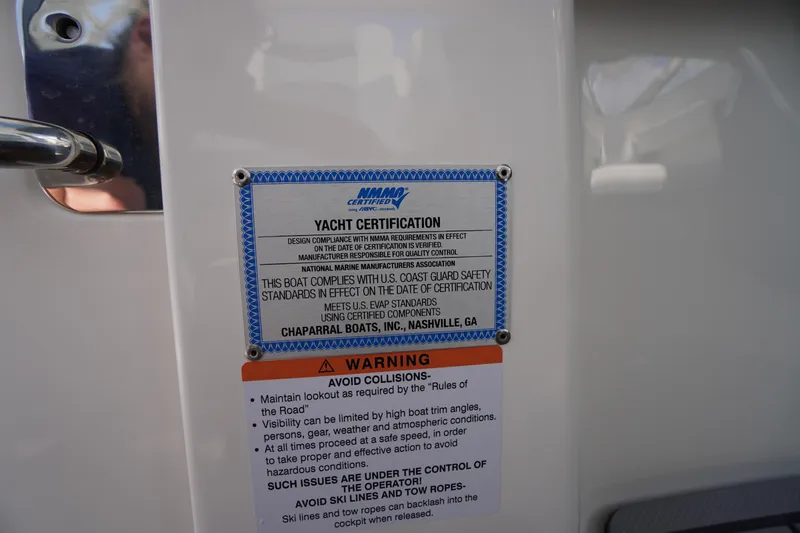 NMMA
CERTIFIED
using ABYC standards
YACHT CERTIFICATION
DESIGN COMPLIANCE WITH NMMA REQUIREMENTS IN EFFECT
ON THE DATE OF CERTIFICATION IS VERIFIED.
MANUFACTURER RESPONSIBLE FOR QUALITY CONTROL
NATIONAL MARINE MANUFACTURERS ASSOCIATION
THIS BOAT COMPLIES WITH U.S. COAST GUARD SAFETY
STANDARDS IN EFFECT ON THE DATE OF CERTIFICATION
MEETS U.S. EVAP STANDARDS
USING CERTIFIED COMPONENTS
CHAPARRAL BOATS, INC., NASHVILLE, GA
WARNING
AVOID COLLISIONS-
• Maintain lookout as required by the "Rules of
the Road"
• Visibility can be limited by high boat trim angles,
persons, gear, weather and atmospheric conditions.
• At all times proceed at a safe speed, in order
to take proper and effective action to avoid
hazardous conditions.
SUCH ISSUES ARE UNDER THE CONTROL OF
THE OPERATOR!
AVOID SKI LINES AND TOW ROPES-
Ski lines and tow ropes can backlash into the
cockpit when released.